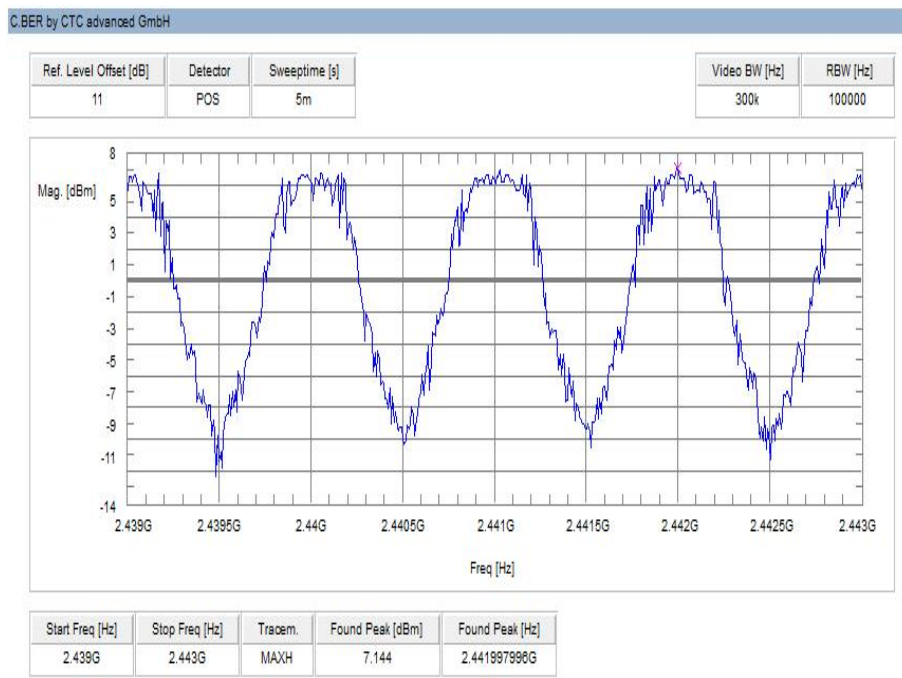 C.BER by CTC advanced GmbH
Ref. Level Offset [dB] Detector Sweeptime [s] Video BW [Hz] RBW [Hz]
11 POS 5m 300k 100000
Mag. [dBm]
8
5
3
1
-1
-3
-5
-7
-9
-11
-14
2.439G 2.4395G 2.44G 2.4405G 2.441G 2.4415G 2.442G 2.4425G 2.443G
Freq [Hz]
Start Freq [Hz] Stop Freq [Hz] Tracem. Found Peak [dBm] Found Peak [Hz]
2.439G 2.443G MAXH 7.144 2.441997996G